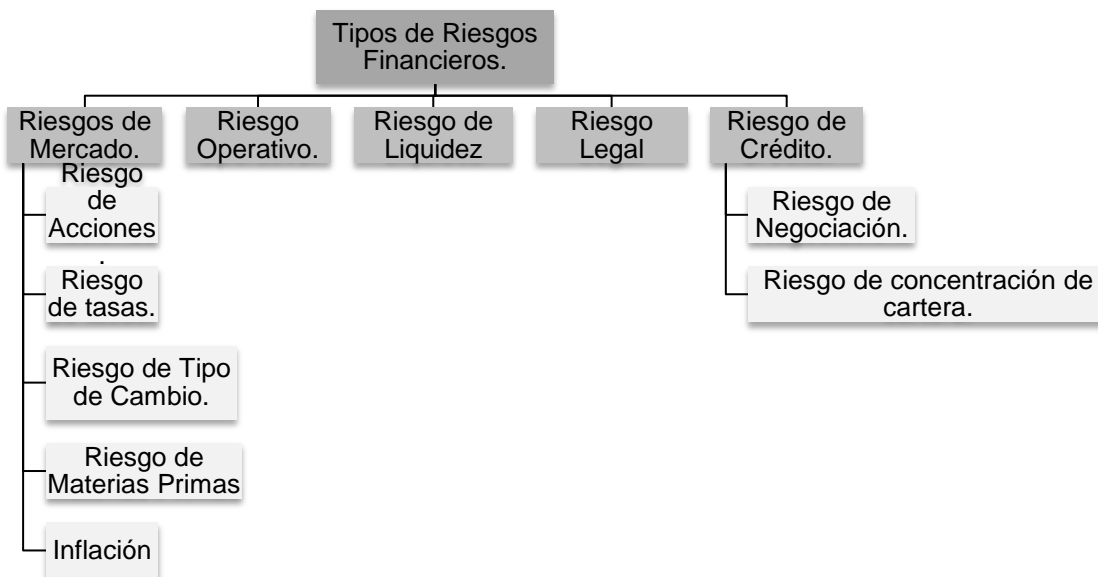 Tipos de Riesgos
Financieros.
Riesgos de
Mercado.
Riesgo
Operativo.
Riesgo de
Liquidez
Riesgo
Legal
Riesgo de
Crédito.
Riesgo
de
Acciones
.
Riesgo
de tasas.
Riesgo de Tipo
de Cambio.
Riesgo de
Materias Primas
Inflación
Riesgo de
Negociación.
Riesgo de concentración de
cartera.